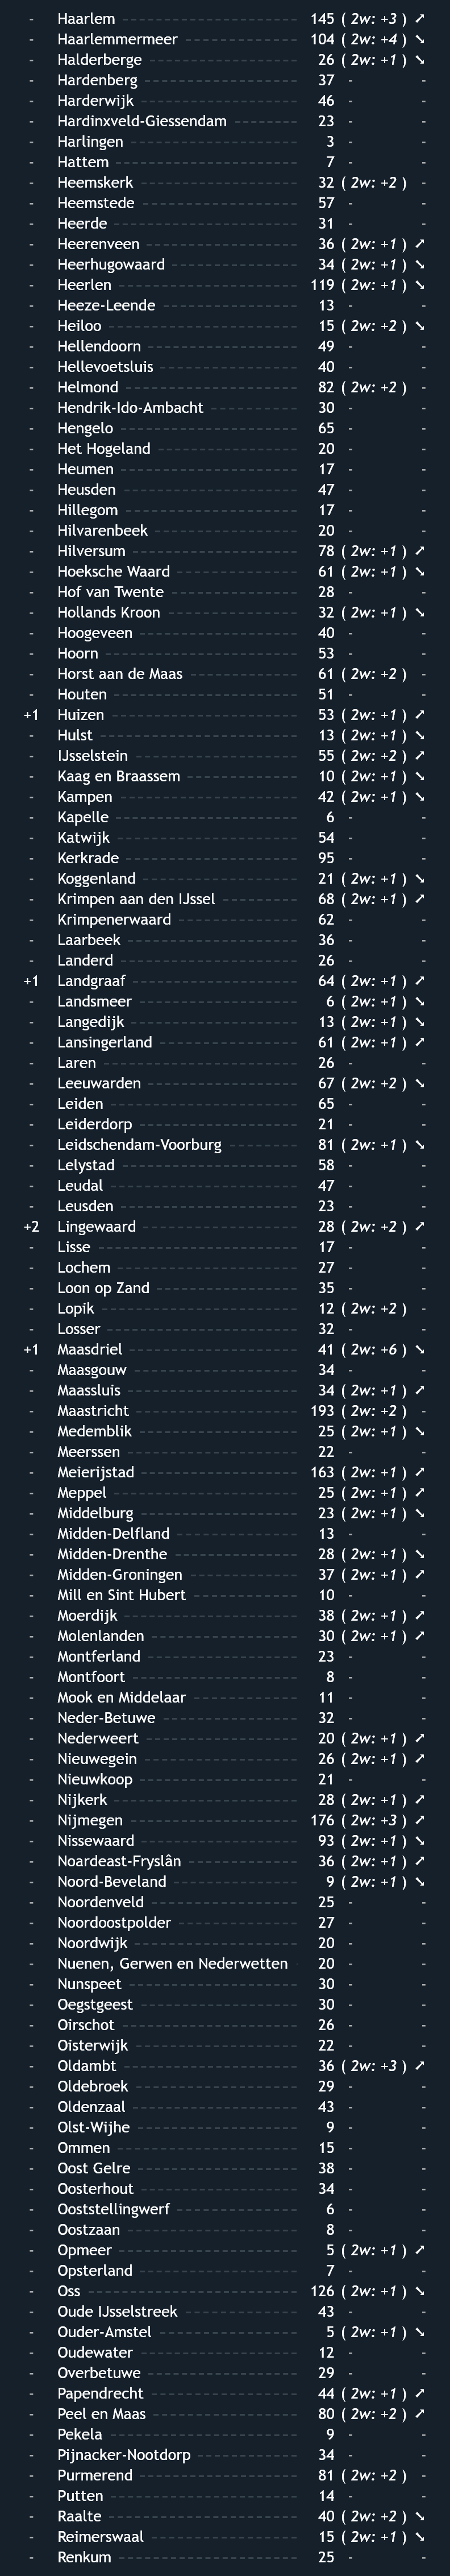 - Haarlem 145 ( 2w: +3 ) ↗
- Haarlemmermeer 104 ( 2w: +4 ) ↘
- Halderberge 26 ( 2w: +1 ) ↘
- Hardenberg 37 - -
- Harderwijk 46 - -
- Hardinxveld-Giessendam 23 - -
- Harlingen 3 - -
- Hattem 7 - -
- Heemskerk 32 ( 2w: +2 ) -
- Heemstede 57 - -
- Heerde 31 - -
- Heerenveen 36 ( 2w: +1 ) ↗
- Heerhugowaard 34 ( 2w: +1 ) ↘
- Heerlen 119 ( 2w: +1 ) ↘
- Heeze-Leende 13 - -
- Heiloo 15 ( 2w: +2 ) ↘
- Hellendoorn 49 - -
- Hellevoetsluis 40 - -
- Helmond 82 ( 2w: +2 ) -
- Hendrik-Ido-Ambacht 30 - -
- Hengelo 65 - -
- Het Hogeland 20 - -
- Heumen 17 - -
- Heusden 47 - -
- Hillegom 17 - -
- Hilvarenbeek 20 - -
- Hilversum 78 ( 2w: +1 ) ↗
- Hoeksche Waard 61 ( 2w: +1 ) ↘
- Hof van Twente 28 - -
- Hollands Kroon 32 ( 2w: +1 ) ↘
- Hoogeveen 40 - -
- Hoorn 53 - -
- Horst aan de Maas 61 ( 2w: +2 ) -
- Houten 51 - -
+1 Huizen 53 ( 2w: +1 ) ↗
- Hulst 13 ( 2w: +1 ) ↘
- IJsselstein 55 ( 2w: +2 ) ↗
- Kaag en Braassem 10 ( 2w: +1 ) ↘
- Kampen 42 ( 2w: +1 ) ↘
- Kapelle 6 - -
- Katwijk 54 - -
- Kerkrade 95 - -
- Koggenland 21 ( 2w: +1 ) ↘
- Krimpen aan den IJssel 68 ( 2w: +1 ) ↗
- Krimpenerwaard 62 - -
- Laarbeek 36 - -
- Landerd 26 - -
+1 Landgraaf 64 ( 2w: +1 ) ↗
- Landsmeer 6 ( 2w: +1 ) ↘
- Langedijk 13 ( 2w: +1 ) ↘
- Lansingerland 61 ( 2w: +1 ) ↗
- Laren 26 - -
- Leeuwarden 67 ( 2w: +2 ) ↘
- Leiden 65 - -
- Leiderdorp 21 - -
- Leidschendam-Voorburg 81 ( 2w: +1 ) ↘
- Lelystad 58 - -
- Leudal 47 - -
- Leusden 23 - -
+2 Lingewaard 28 ( 2w: +2 ) ↗
- Lisse 17 - -
- Lochem 27 - -
- Loon op Zand 35 - -
- Lopik 12 ( 2w: +2 ) -
- Losser 32 - -
+1 Maasdriel 41 ( 2w: +6 ) ↘
- Maasgouw 34 - -
- Maassluis 34 ( 2w: +1 ) ↗
- Maastricht 193 ( 2w: +2 ) -
- Medemblik 25 ( 2w: +1 ) ↘
- Meerssen 22 - -
- Meierijstad 163 ( 2w: +1 ) ↗
- Meppel 25 ( 2w: +1 ) ↗
- Middelburg 23 ( 2w: +1 ) ↘
- Midden-Delfland 13 - -
- Midden-Drenthe 28 ( 2w: +1 ) ↘
- Midden-Groningen 37 ( 2w: +1 ) ↗
- Mill en Sint Hubert 10 - -
- Moerdijk 38 ( 2w: +1 ) ↗
- Molenlanden 30 ( 2w: +1 ) ↗
- Montferland 23 - -
- Montfoort 8 - -
- Mook en Middelaar 11 - -
- Neder-Betuwe 32 - -
- Nederweert 20 ( 2w: +1 ) ↗
- Nieuwegein 26 ( 2w: +1 ) ↗
- Nieuwkoop 21 - -
- Nijkerk 28 ( 2w: +1 ) ↗
- Nijmegen 176 ( 2w: +3 ) ↗
- Nissewaard 93 ( 2w: +1 ) ↘
- Noardeast-Fryslân 36 ( 2w: +1 ) ↗
- Noord-Beveland 9 ( 2w: +1 ) ↘
- Noordenveld 25 - -
- Noordoostpolder 27 - -
- Noordwijk 20 - -
- Nuenen, Gerwen en Nederwetten 20 - -
- Nunspeet 30 - -
- Oegstgeest 30 - -
- Oirschot 26 - -
- Oisterwijk 22 - -
- Oldambt 36 ( 2w: +3 ) ↗
- Oldebroek 29 - -
- Oldenzaal 43 - -
- Olst-Wijhe 9 - -
- Ommen 15 - -
- Oost Gelre 38 - -
- Oosterhout 34 - -
- Ooststellingwerf 6 - -
- Oostzaan 8 - -
- Opmeer 5 ( 2w: +1 ) ↗
- Opsterland 7 - -
- Oss 126 ( 2w: +1 ) ↘
- Oude IJsselstreek 43 - -
- Ouder-Amstel 5 ( 2w: +1 ) ↘
- Oudewater 12 - -
- Overbetuwe 29 - -
- Papendrecht 44 ( 2w: +1 ) ↗
- Peel en Maas 80 ( 2w: +2 ) ↗
- Pekela 9 - -
- Pijnacker-Nootdorp 34 - -
- Purmerend 81 ( 2w: +2 ) -
- Putten 14 - -
- Raalte 40 ( 2w: +2 ) ↘
- Reimerswaal 15 ( 2w: +1 ) ↘
- Renkum 25 - -